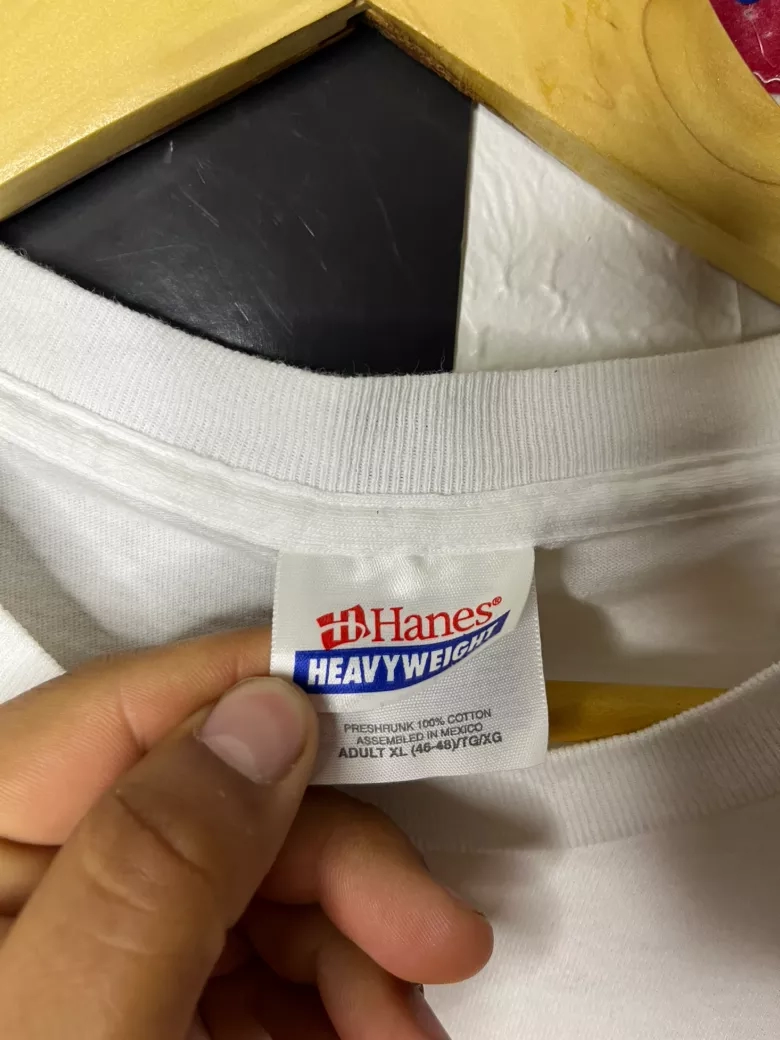 H Hanes®
HEAVYWEIGHT
PRESHRUNK 100% COTTON
ASSEMBLED IN MEXICO
ADULT XL (46-48)/TG/XG